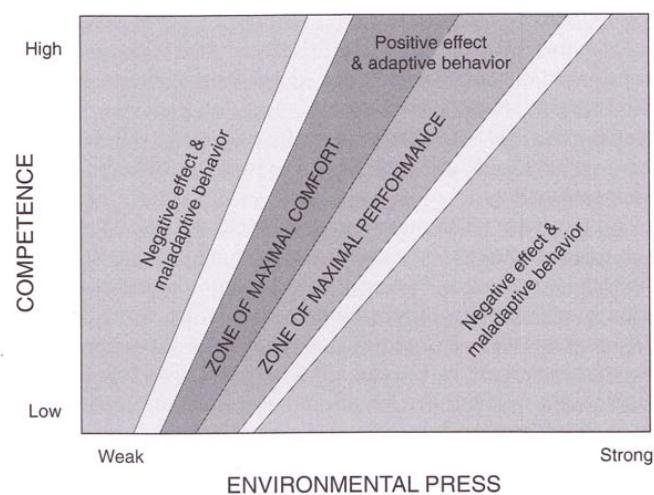 High
Positive effect
& adaptive behavior
COMPETENCE
Negative effect &
maladaptive behavior
ZONE OF MAXIMAL COMFORT
ZONE OF MAXIMAL PERFORMANCE
Negative effect &
maladaptive behavior
Low
Weak
Strong
ENVIRONMENTAL PRESS